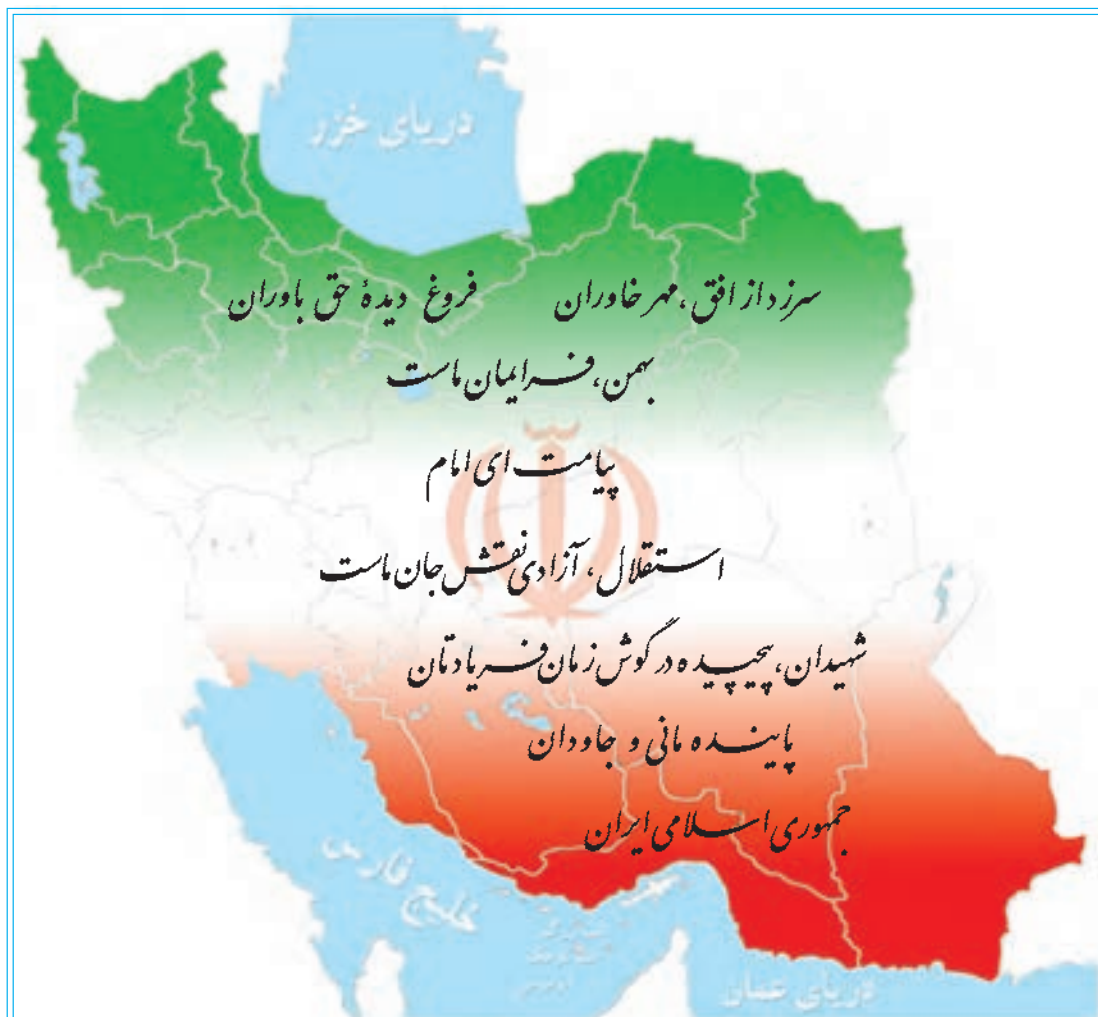 دریای خزر
سرزد از افق، مهر خاوران فروغ دیدهٔ حق باوران
بهمن، فر ایمان ماست
پیامت ای امام
استقلال، آزادی نقش جان ماست
شهیدان، پیچیده در گوش زمان فریادتان
پاینده مانی و جاودان
جمهوری اسلامی ایران
خلیج فارس
دریای عمان